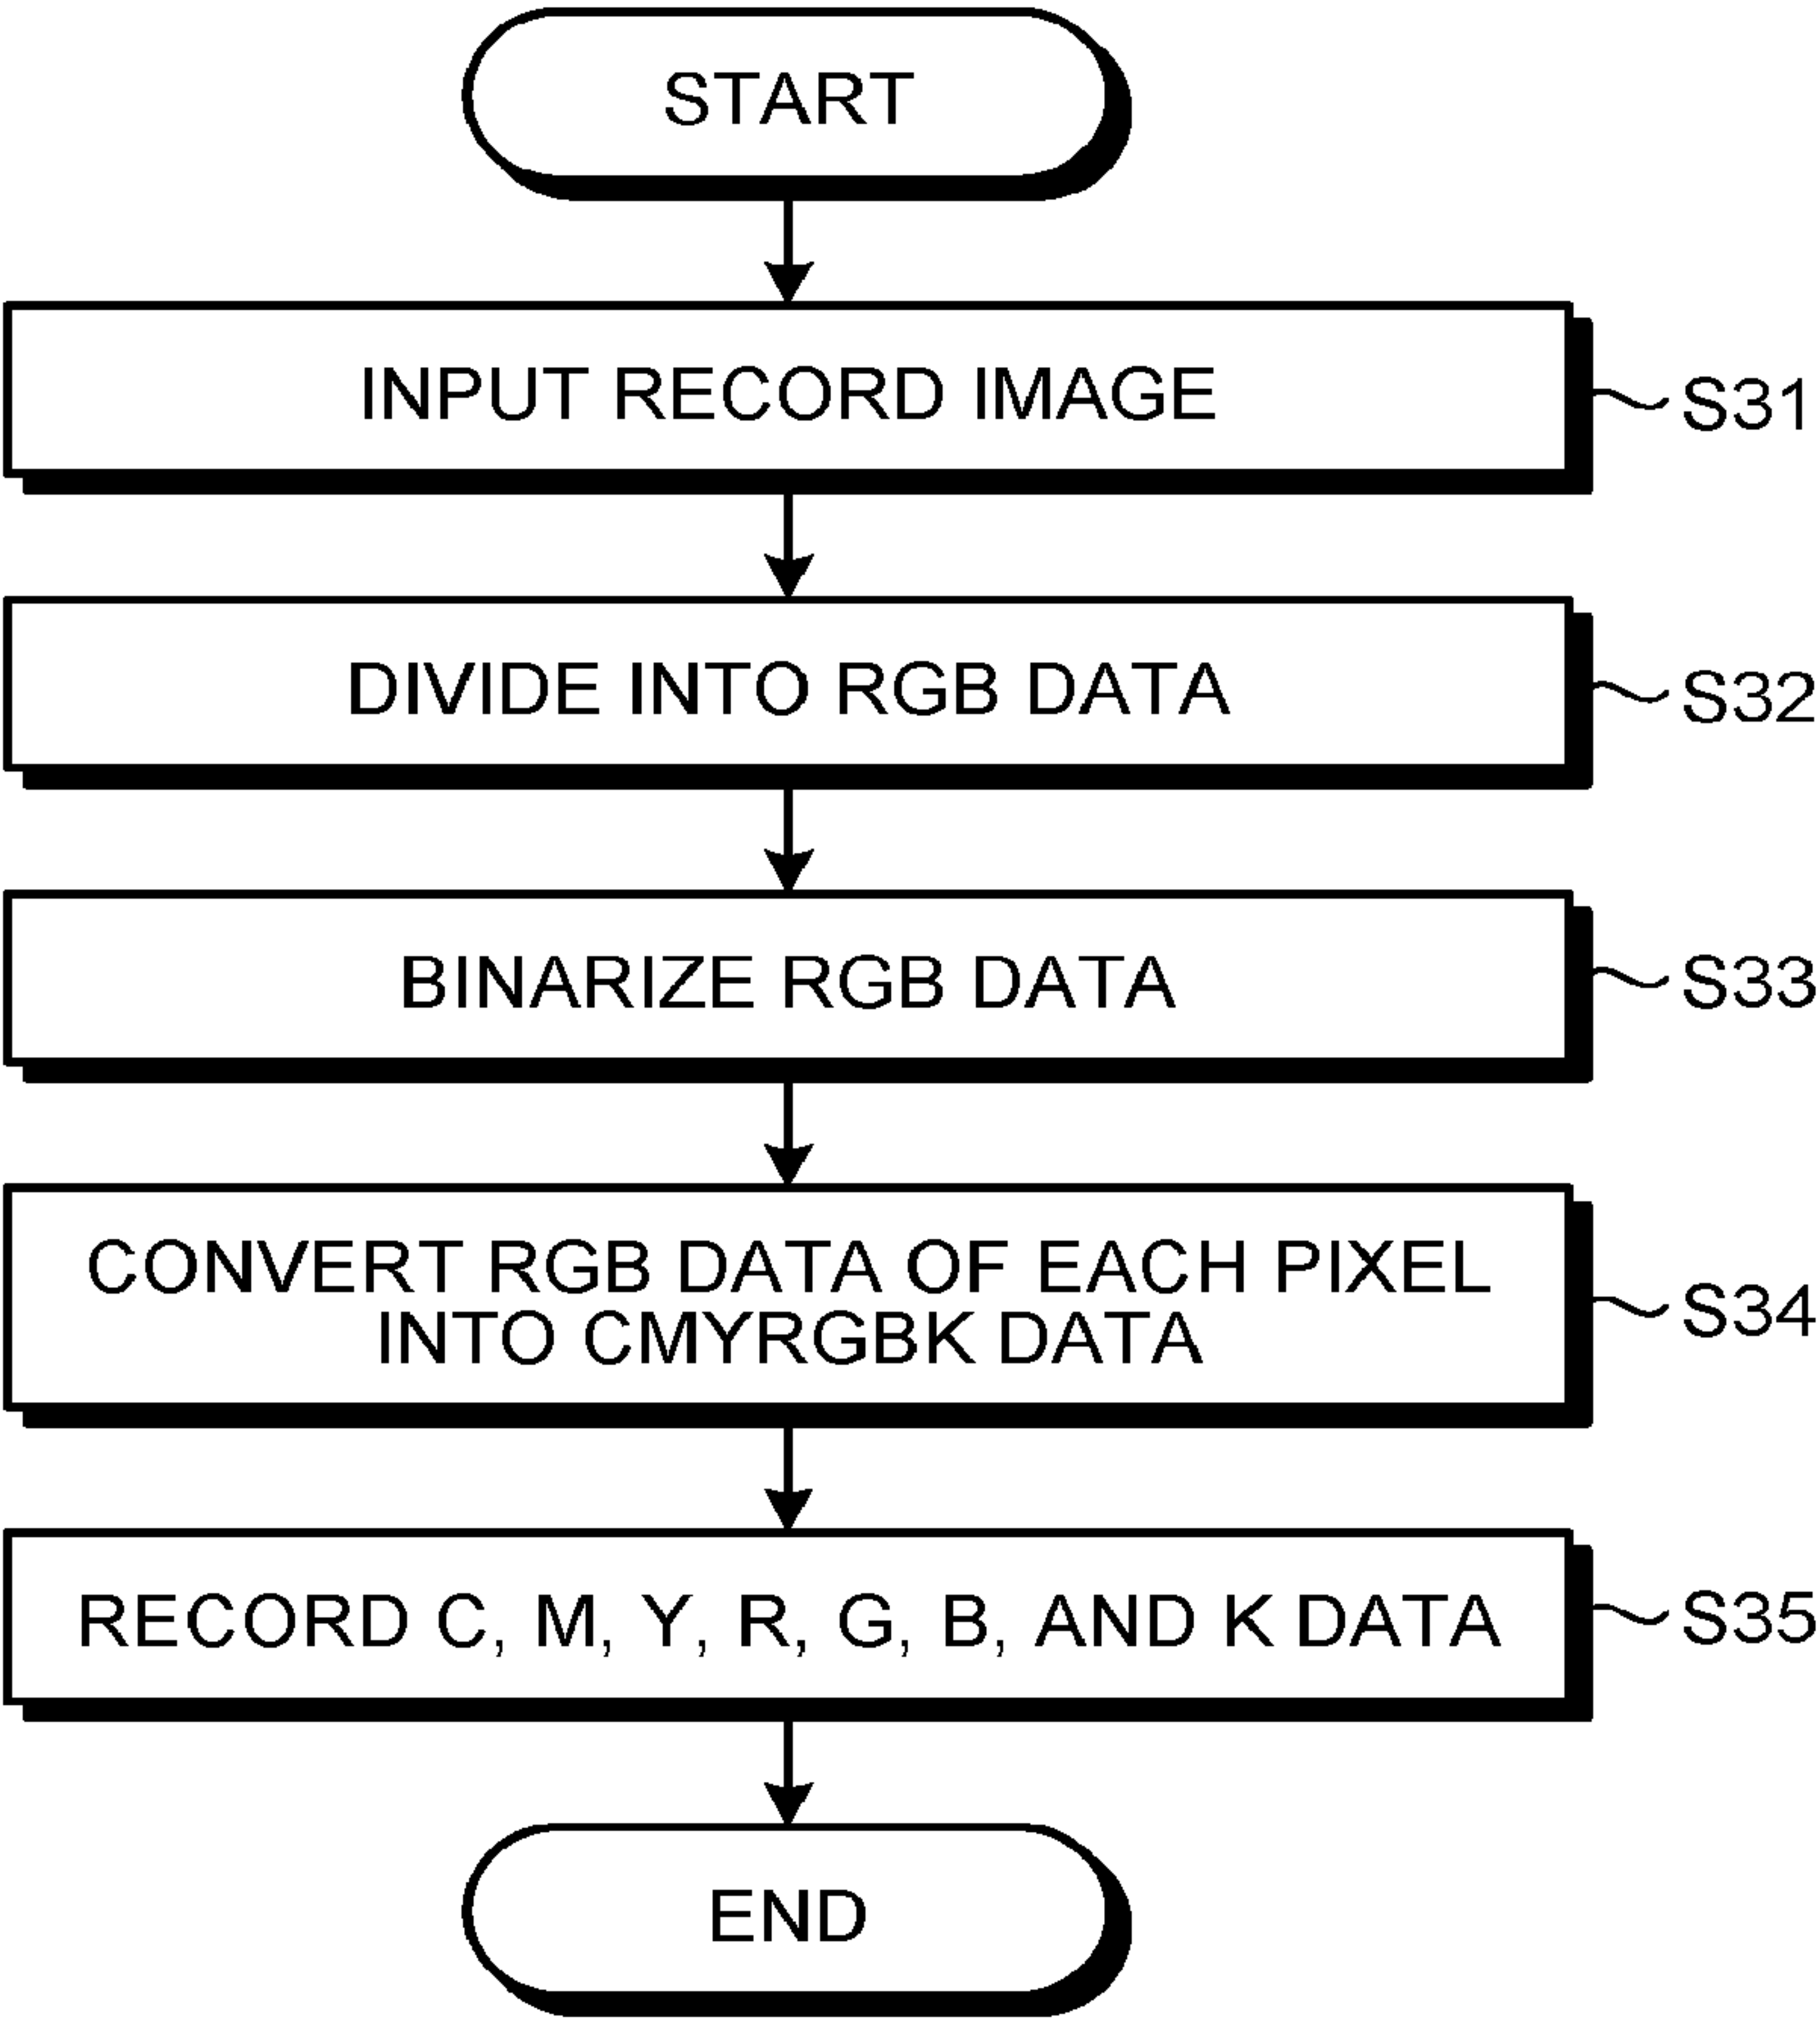 START
INPUT RECORD IMAGE
S31
DIVIDE INTO RGB DATA
S32
BINARIZE RGB DATA
S33
CONVERT RGB DATA OF EACH PIXEL
INTO CMYRGBK DATA
S34
RECORD C, M, Y, R, G, B, AND K DATA
S35
END